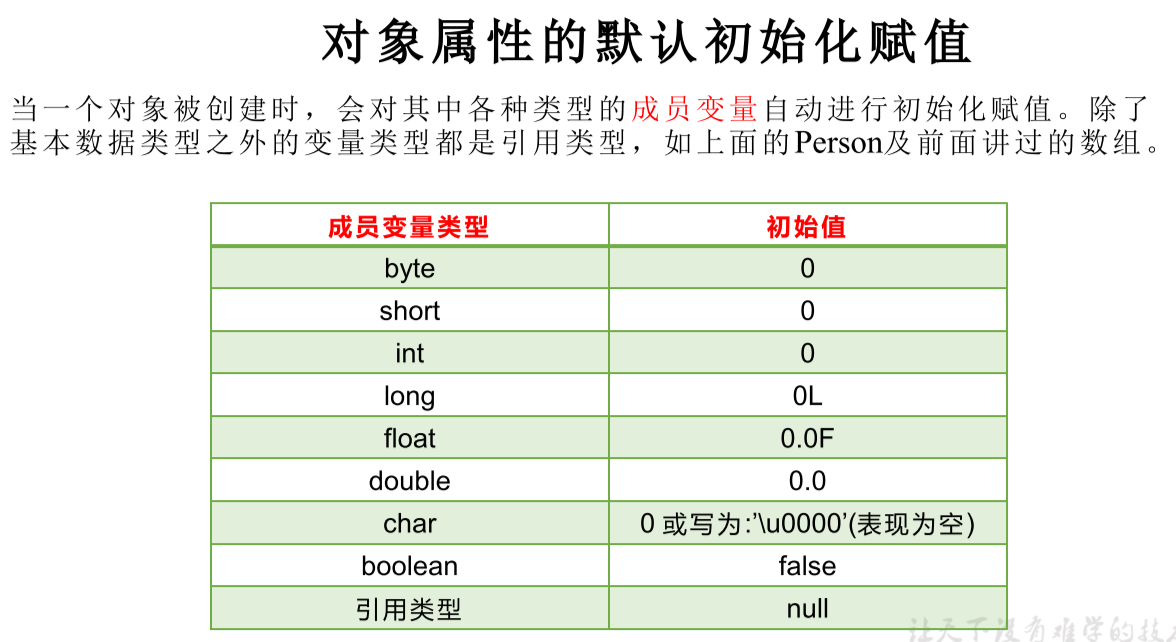 对象属性的默认初始化赋值
当一个对象被创建时，会对其中各种类型的成员变量自动进行初始化赋值。除了
基本数据类型之外的变量类型都是引用类型，如上面的Person及前面讲过的数组。
成员变量类型 初始值
byte 0
short 0
int 0
long 0L
float 0.0F
double 0.0
char 0 或写为:’\u0000’(表现为空)
boolean false
引用类型 null
让天下没有难学的技